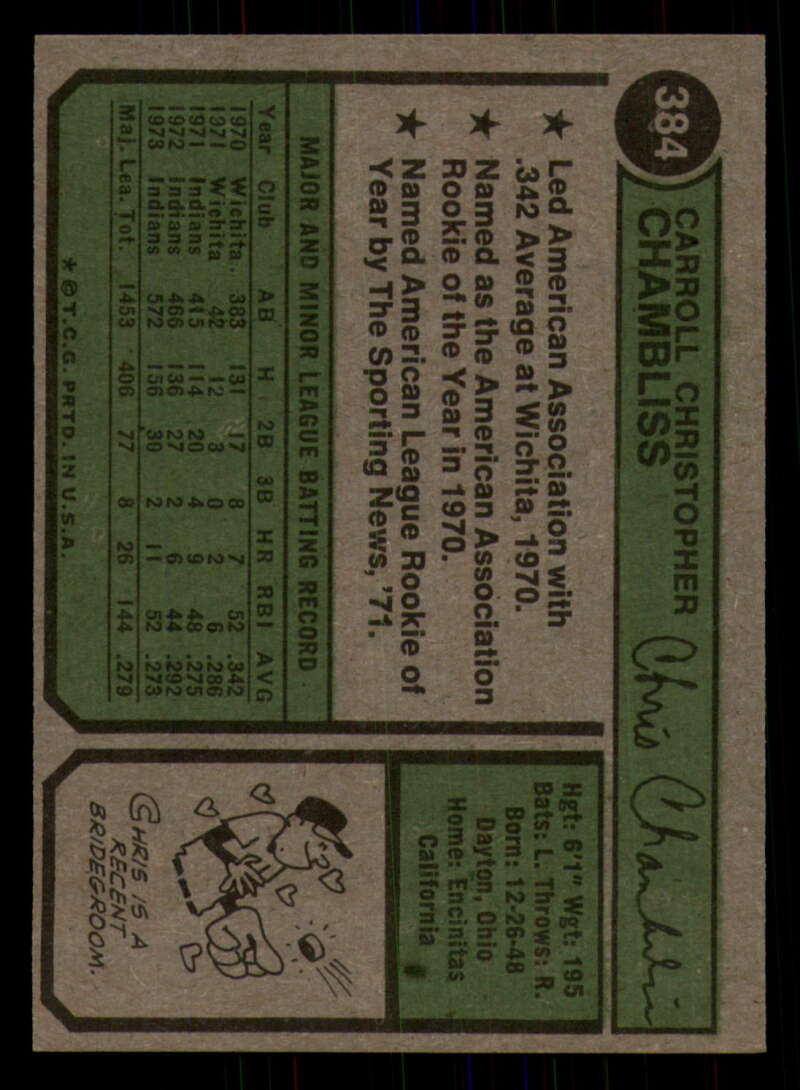 384
CARROLL CHRISTOPHER
CHAMBLISS
Chris Chambliss
★ Led American Association with
.342 Average at Wichita, 1970.
★ Named as the American Association
Rookie of the Year in 1970.
★ Named American League Rookie of
Year by The Sporting News, '71.
Hgt: 6'1" Wgt: 195
Bats: L. Throws: R.
Born: 12-26-48
Dayton, Ohio
Home: Encinitas
California
MAJOR AND MINOR LEAGUE BATTING RECORD
Year Club AB H 2B 3B HR RBI AVG
1970 Wichita. 383 131 17 8 7 52 .342
1971 Wichita 42 12 3 0 2 6 .286
1971 Indians 415 114 20 4 9 48 .275
1972 Indians 466 136 27 2 6 44 .292
1973 Indians 572 156 30 2 11 52 .273
Maj. Lea. Tot. 1453 406 77 8 26 144 .279
* © T.C.G. PRTD. IN U.S.A.
CHRIS IS A
RECENT
BRIDEGROOM.